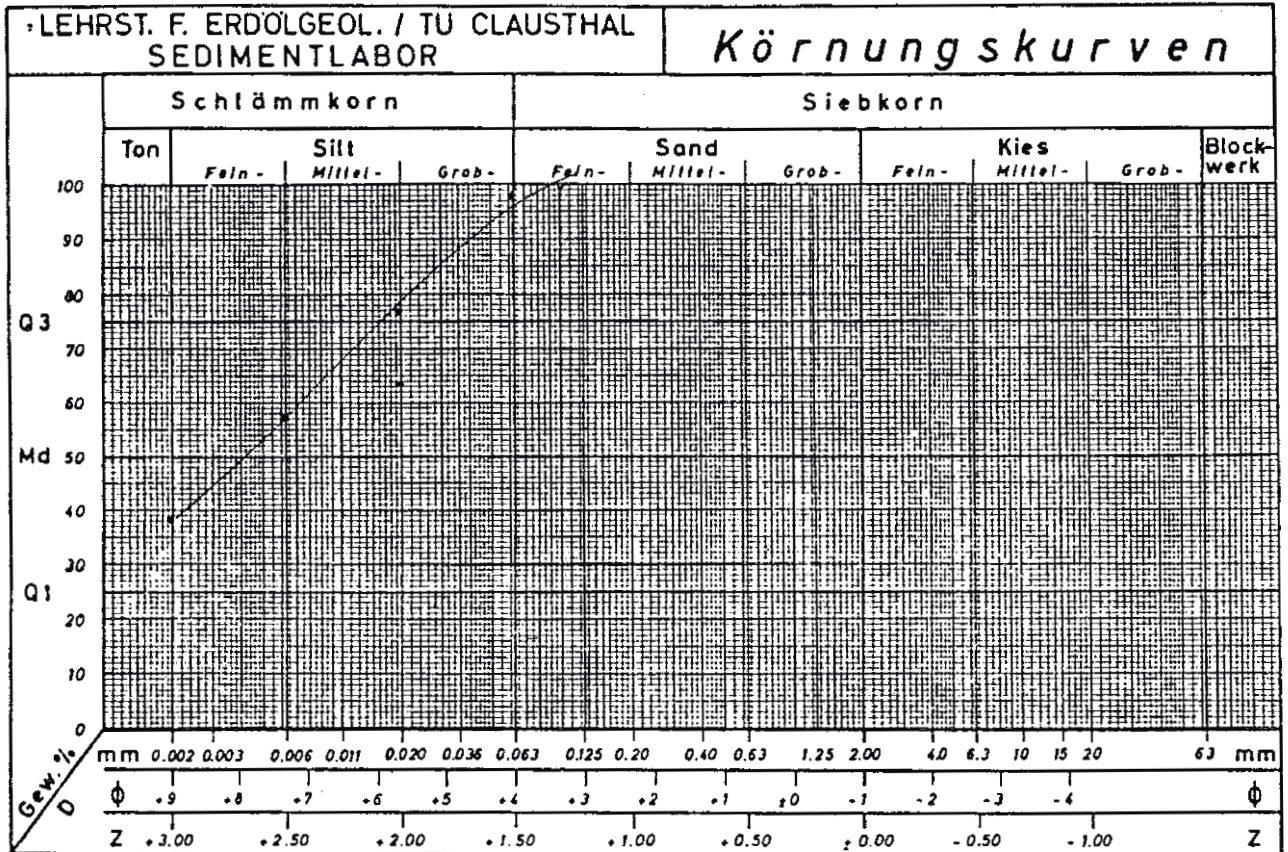 LEHRST. F. ERDÖLGEOL. / TU CLAUSTHAL
SEDIMENTLABOR
Körnungskurven
Schlämmkorn Siebkorn
Ton Silt Sand Kies Block-
werk
Fein- Mittel- Grob- Fein- Mittel- Grob- Fein- Mittel- Grob-
100
90
80
Q3
70
60
Md 50
40
30
Q1
20
10
0
mm 0.002 0.003 0.006 0.011 0.020 0.036 0.063 0.125 0.20 0.40 0.63 1.25 2.00 4.0 6.3 10 15 20 63 mm
Gew.%
D
ϕ +9 +8 +7 +6 +5 +4 +3 +2 +1 ±0 -1 -2 -3 -4 ϕ
Z +3.00 +2.50 +2.00 +1.50 +1.00 +0.50 ±0.00 -0.50 -1.00 Z